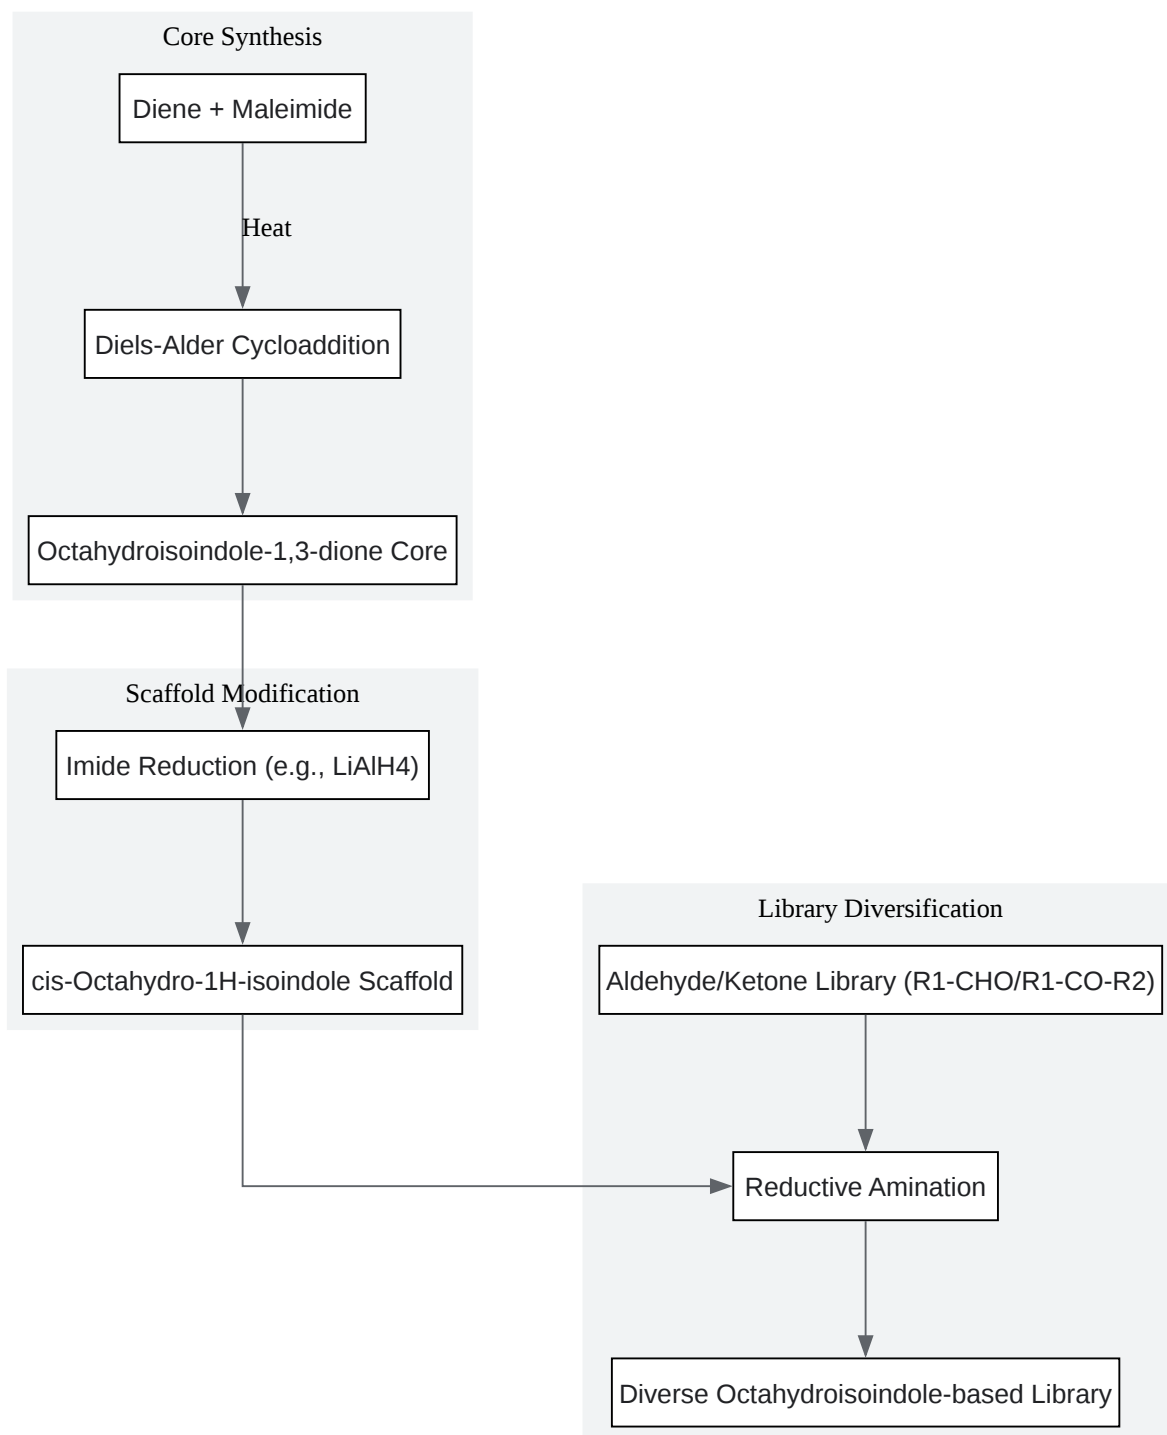 Core Synthesis
Diene + Maleimide
Heat
Diels-Alder Cycloaddition
Octahydroisoindole-1,3-dione Core
Scaffold Modification
Imide Reduction (e.g., LiAlH4)
cis-Octahydro-1H-isoindole Scaffold
Library Diversification
Aldehyde/Ketone Library (R1-CHO/R1-CO-R2)
Reductive Amination
Diverse Octahydroisoindole-based Library